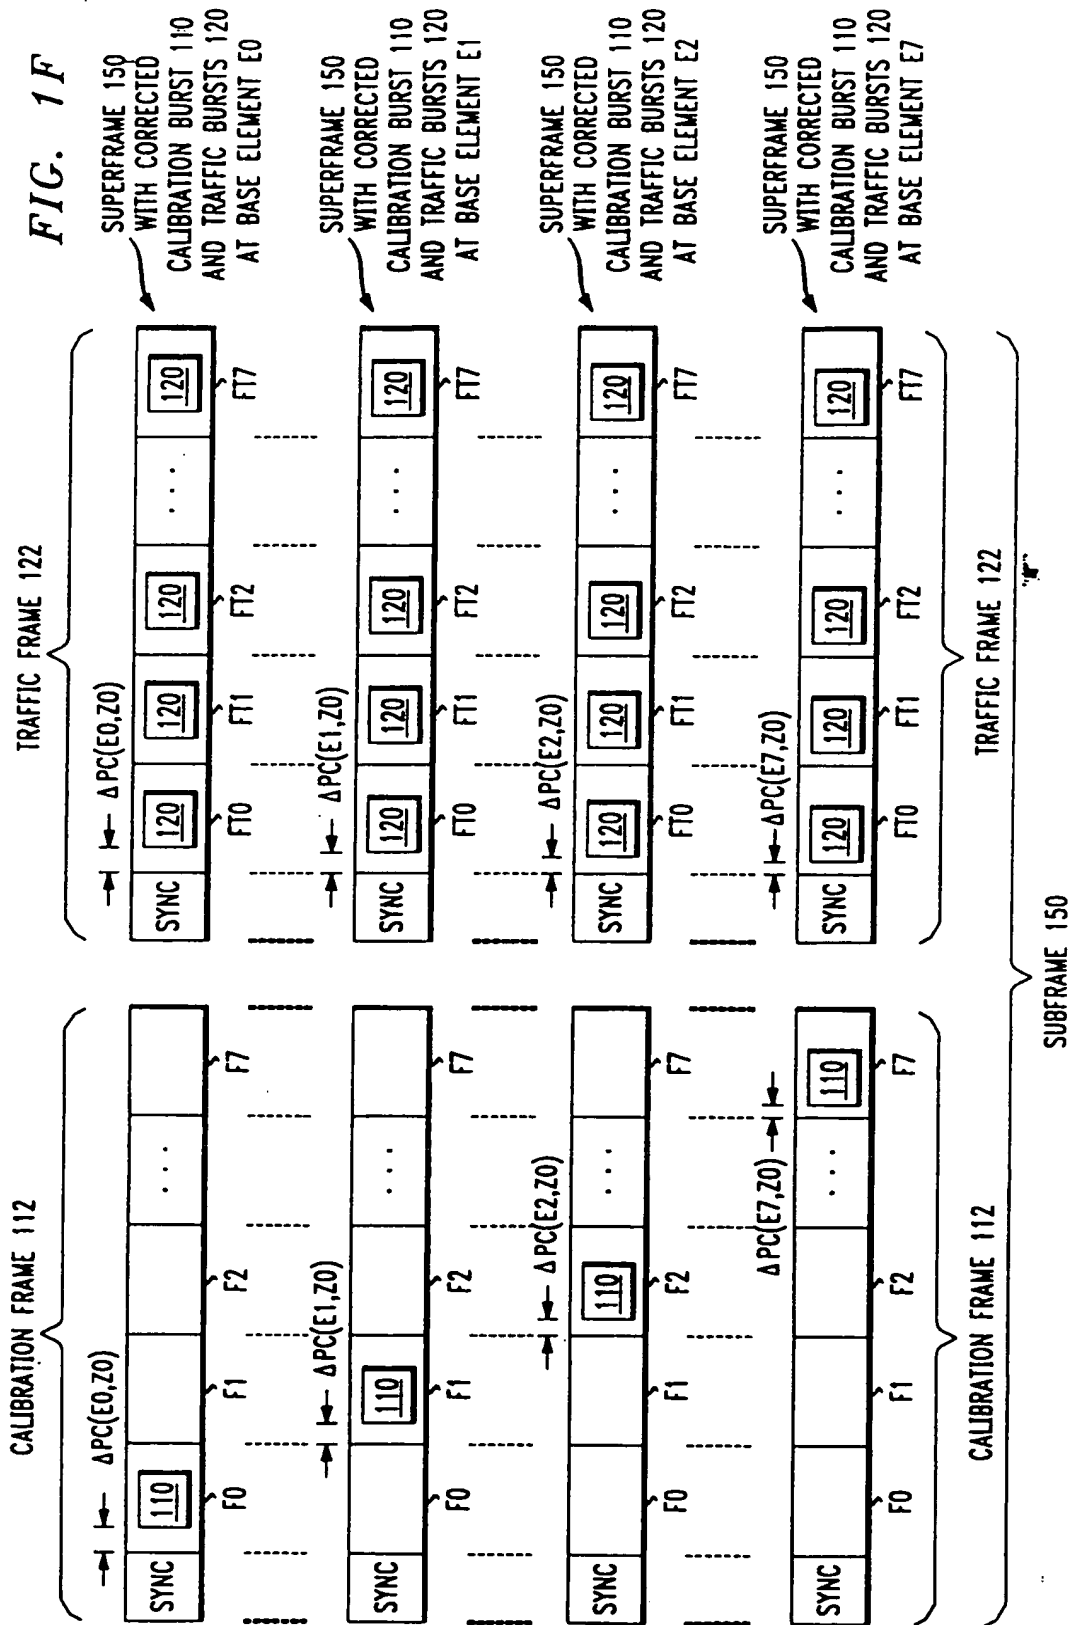 FIG. 1F
CALIBRATION FRAME 112
TRAFFIC FRAME 122
ΔPC(E0,Z0)
ΔPC(E0,Z0)
SYNC 110 ... SYNC 120 120 120 ... 120
F0 F1 F2 F7 FT0 FT1 FT2 FT7
SUPERFRAME 150
WITH CORRECTED
CALIBRATION BURST 110
AND TRAFFIC BURSTS 120
AT BASE ELEMENT E0
ΔPC(E1,Z0)
ΔPC(E1,Z0)
SYNC 110 ... SYNC 120 120 120 ... 120
F0 F1 F2 F7 FT0 FT1 FT2 FT7
SUPERFRAME 150
WITH CORRECTED
CALIBRATION BURST 110
AND TRAFFIC BURSTS 120
AT BASE ELEMENT E1
ΔPC(E2,Z0)
ΔPC(E2,Z0)
SYNC 110 ... SYNC 120 120 120 ... 120
F0 F1 F2 F7 FT0 FT1 FT2 FT7
SUPERFRAME 150
WITH CORRECTED
CALIBRATION BURST 110
AND TRAFFIC BURSTS 120
AT BASE ELEMENT E2
ΔPC(E7,Z0)
ΔPC(E7,Z0)
SYNC ... 110 SYNC 120 120 120 ... 120
F0 F1 F2 F7 FT0 FT1 FT2 FT7
SUPERFRAME 150
WITH CORRECTED
CALIBRATION BURST 110
AND TRAFFIC BURSTS 120
AT BASE ELEMENT E7
CALIBRATION FRAME 112
TRAFFIC FRAME 122
SUBFRAME 150